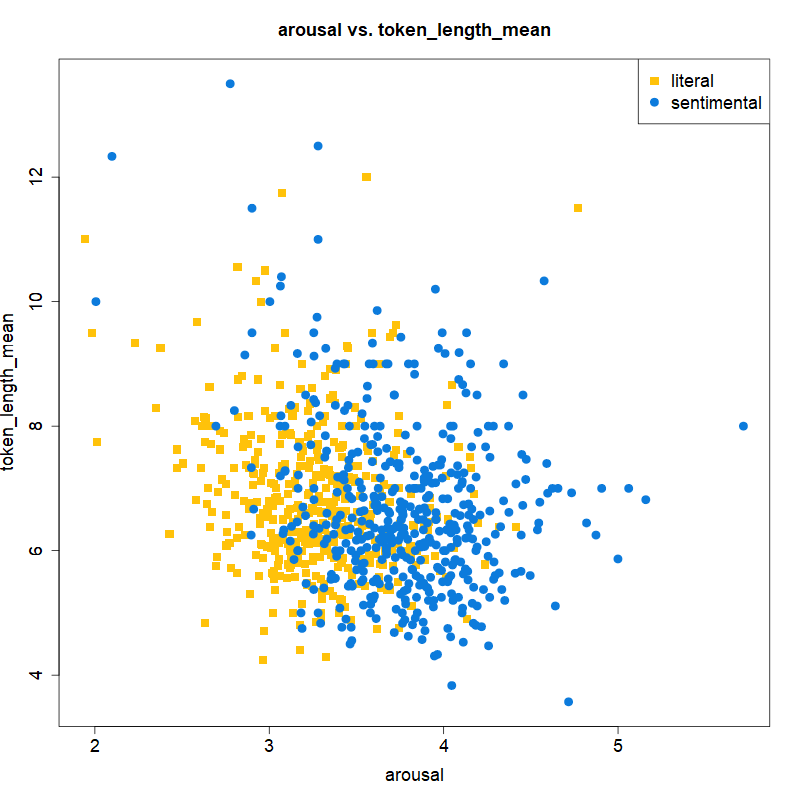 arousal vs. token_length_mean
literal
sentimental
12
10
8
6
4
token_length_mean
2 3 4 5
arousal